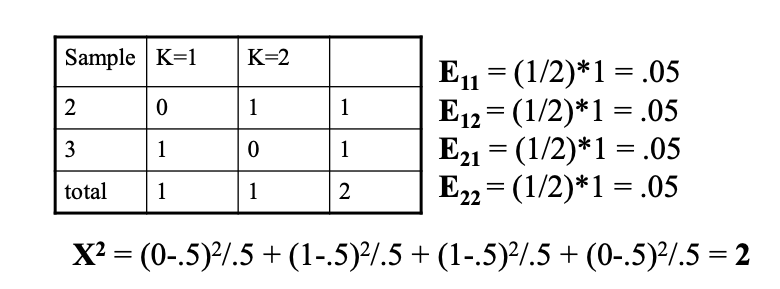 Sample K=1 K=2
2 0 1 1
3 1 0 1
total 1 1 2
E11 = (1/2)*1 = .05
E12 = (1/2)*1 = .05
E21 = (1/2)*1 = .05
E22 = (1/2)*1 = .05
X² = (0-.5)²/.5 + (1-.5)²/.5 + (1-.5)²/.5 + (0-.5)²/.5 = 2